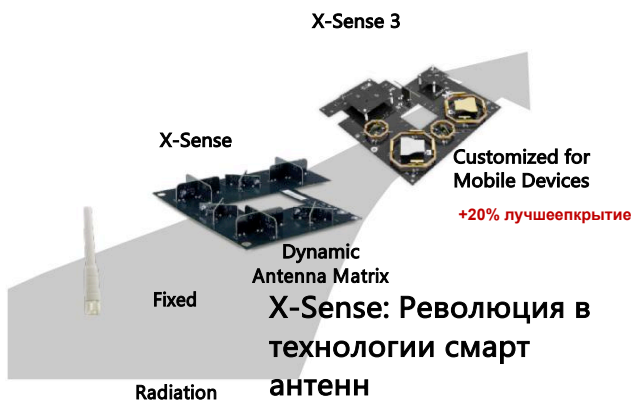 X-Sense 3
X-Sense
Customized for
Mobile Devices
+20% лучшеепкрытие
Dynamic
Antenna Matrix
Fixed
X-Sense: Революция в
технологии смарт
антенн
Radiation